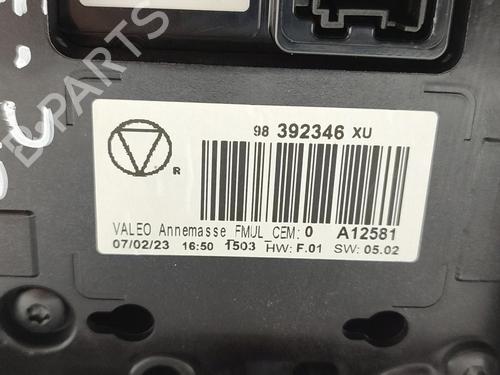 98 392346 XU
R
VALEO Annemasse FMUL CEM: 0 A12581
07/02/23 16:50 1503 HW: F.01 SW: 05.02
B-PARTS